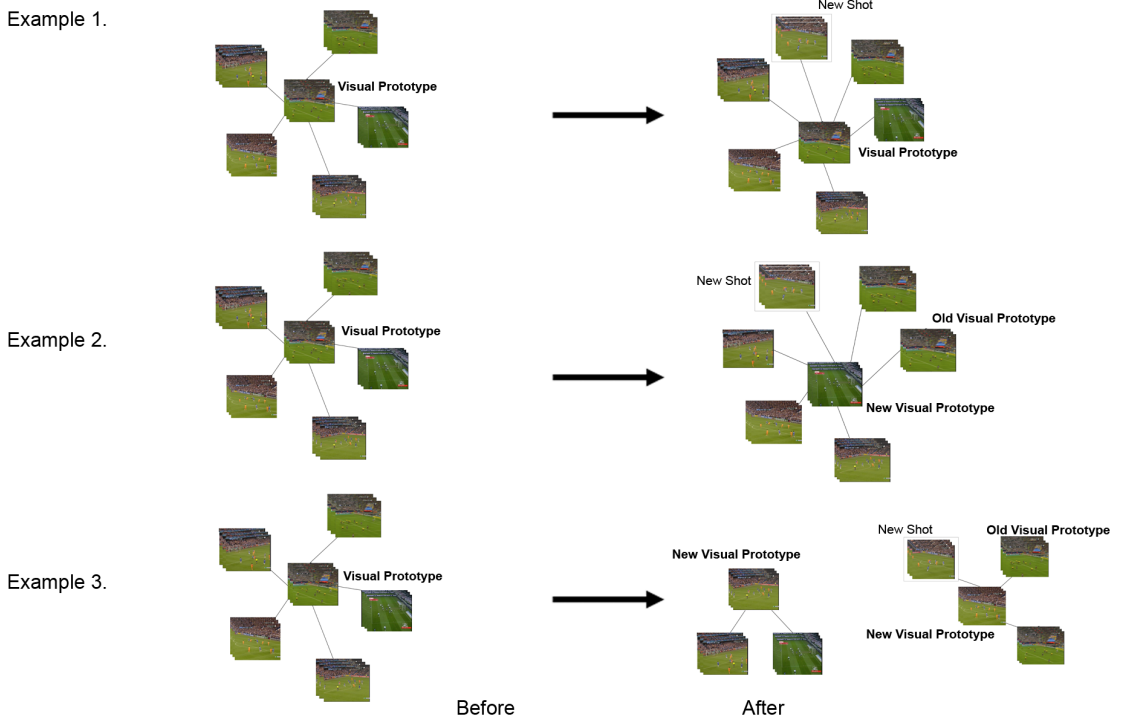 Example 1.
Visual Prototype
New Shot
Visual Prototype
Example 2.
Visual Prototype
New Shot
Old Visual Prototype
New Visual Prototype
Example 3.
Visual Prototype
New Visual Prototype
New Shot
Old Visual Prototype
New Visual Prototype
Before
After